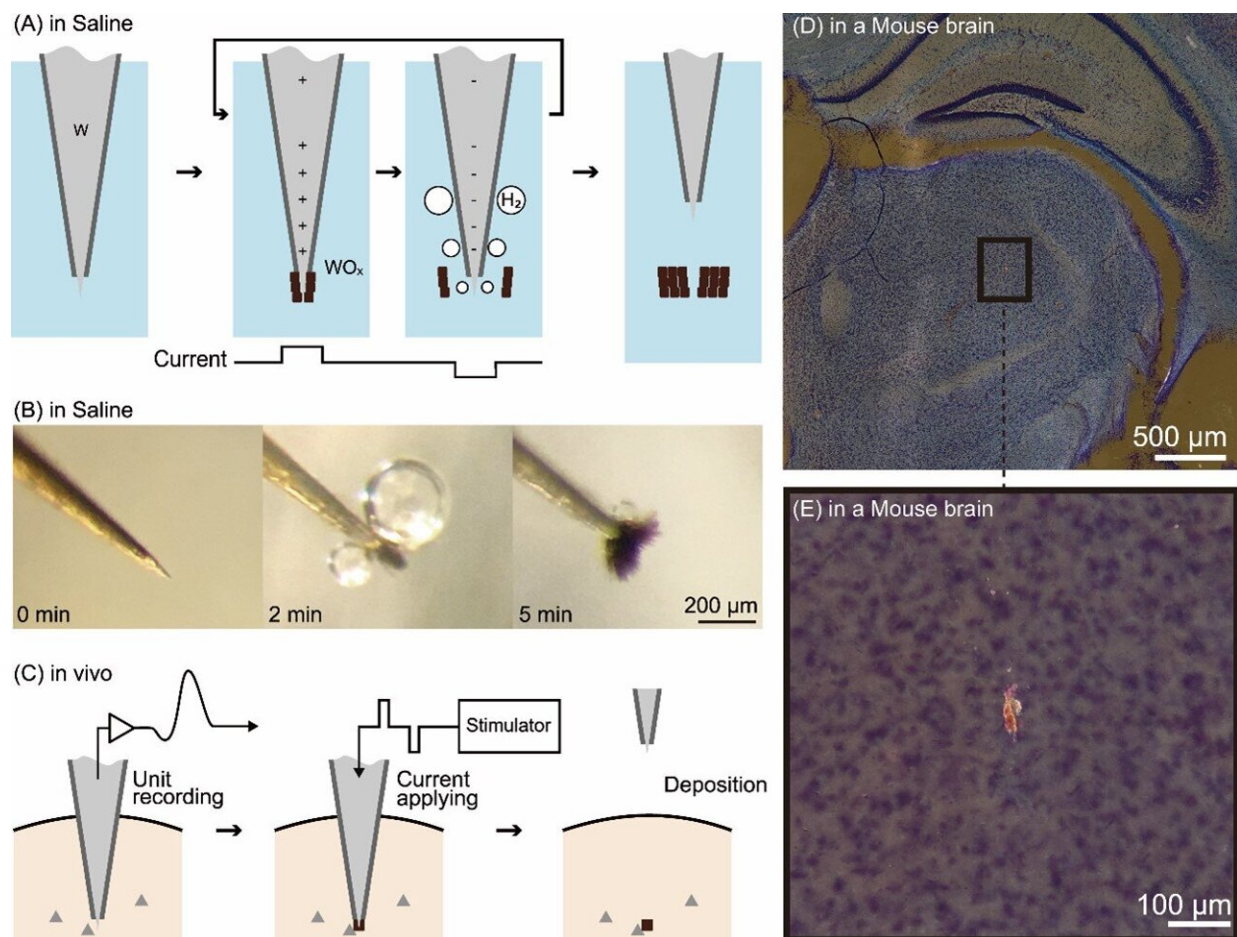 (A) in Saline
W
+
+
+
+
+
+
WOₓ
-
-
-
-
-
-
H₂
Current
(B) in Saline
0 min
2 min
5 min
200 µm
(C) in vivo
Unit
recording
Stimulator
Current
applying
Deposition
(D) in a Mouse brain
500 µm
(E) in a Mouse brain
100 µm